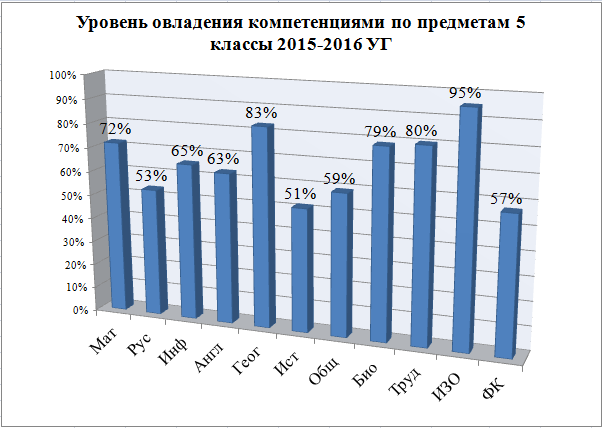 Уровень овладения компетенциями по предметам 5
классы 2015-2016 УГ
100%
90%
80%
70%
60%
50%
40%
30%
20%
10%
0%
72%
53%
65%
63%
83%
51%
59%
79%
80%
95%
57%
Мат
Рус
Инф
Англ
Геог
Ист
Общ
Био
Труд
ИЗО
ФК